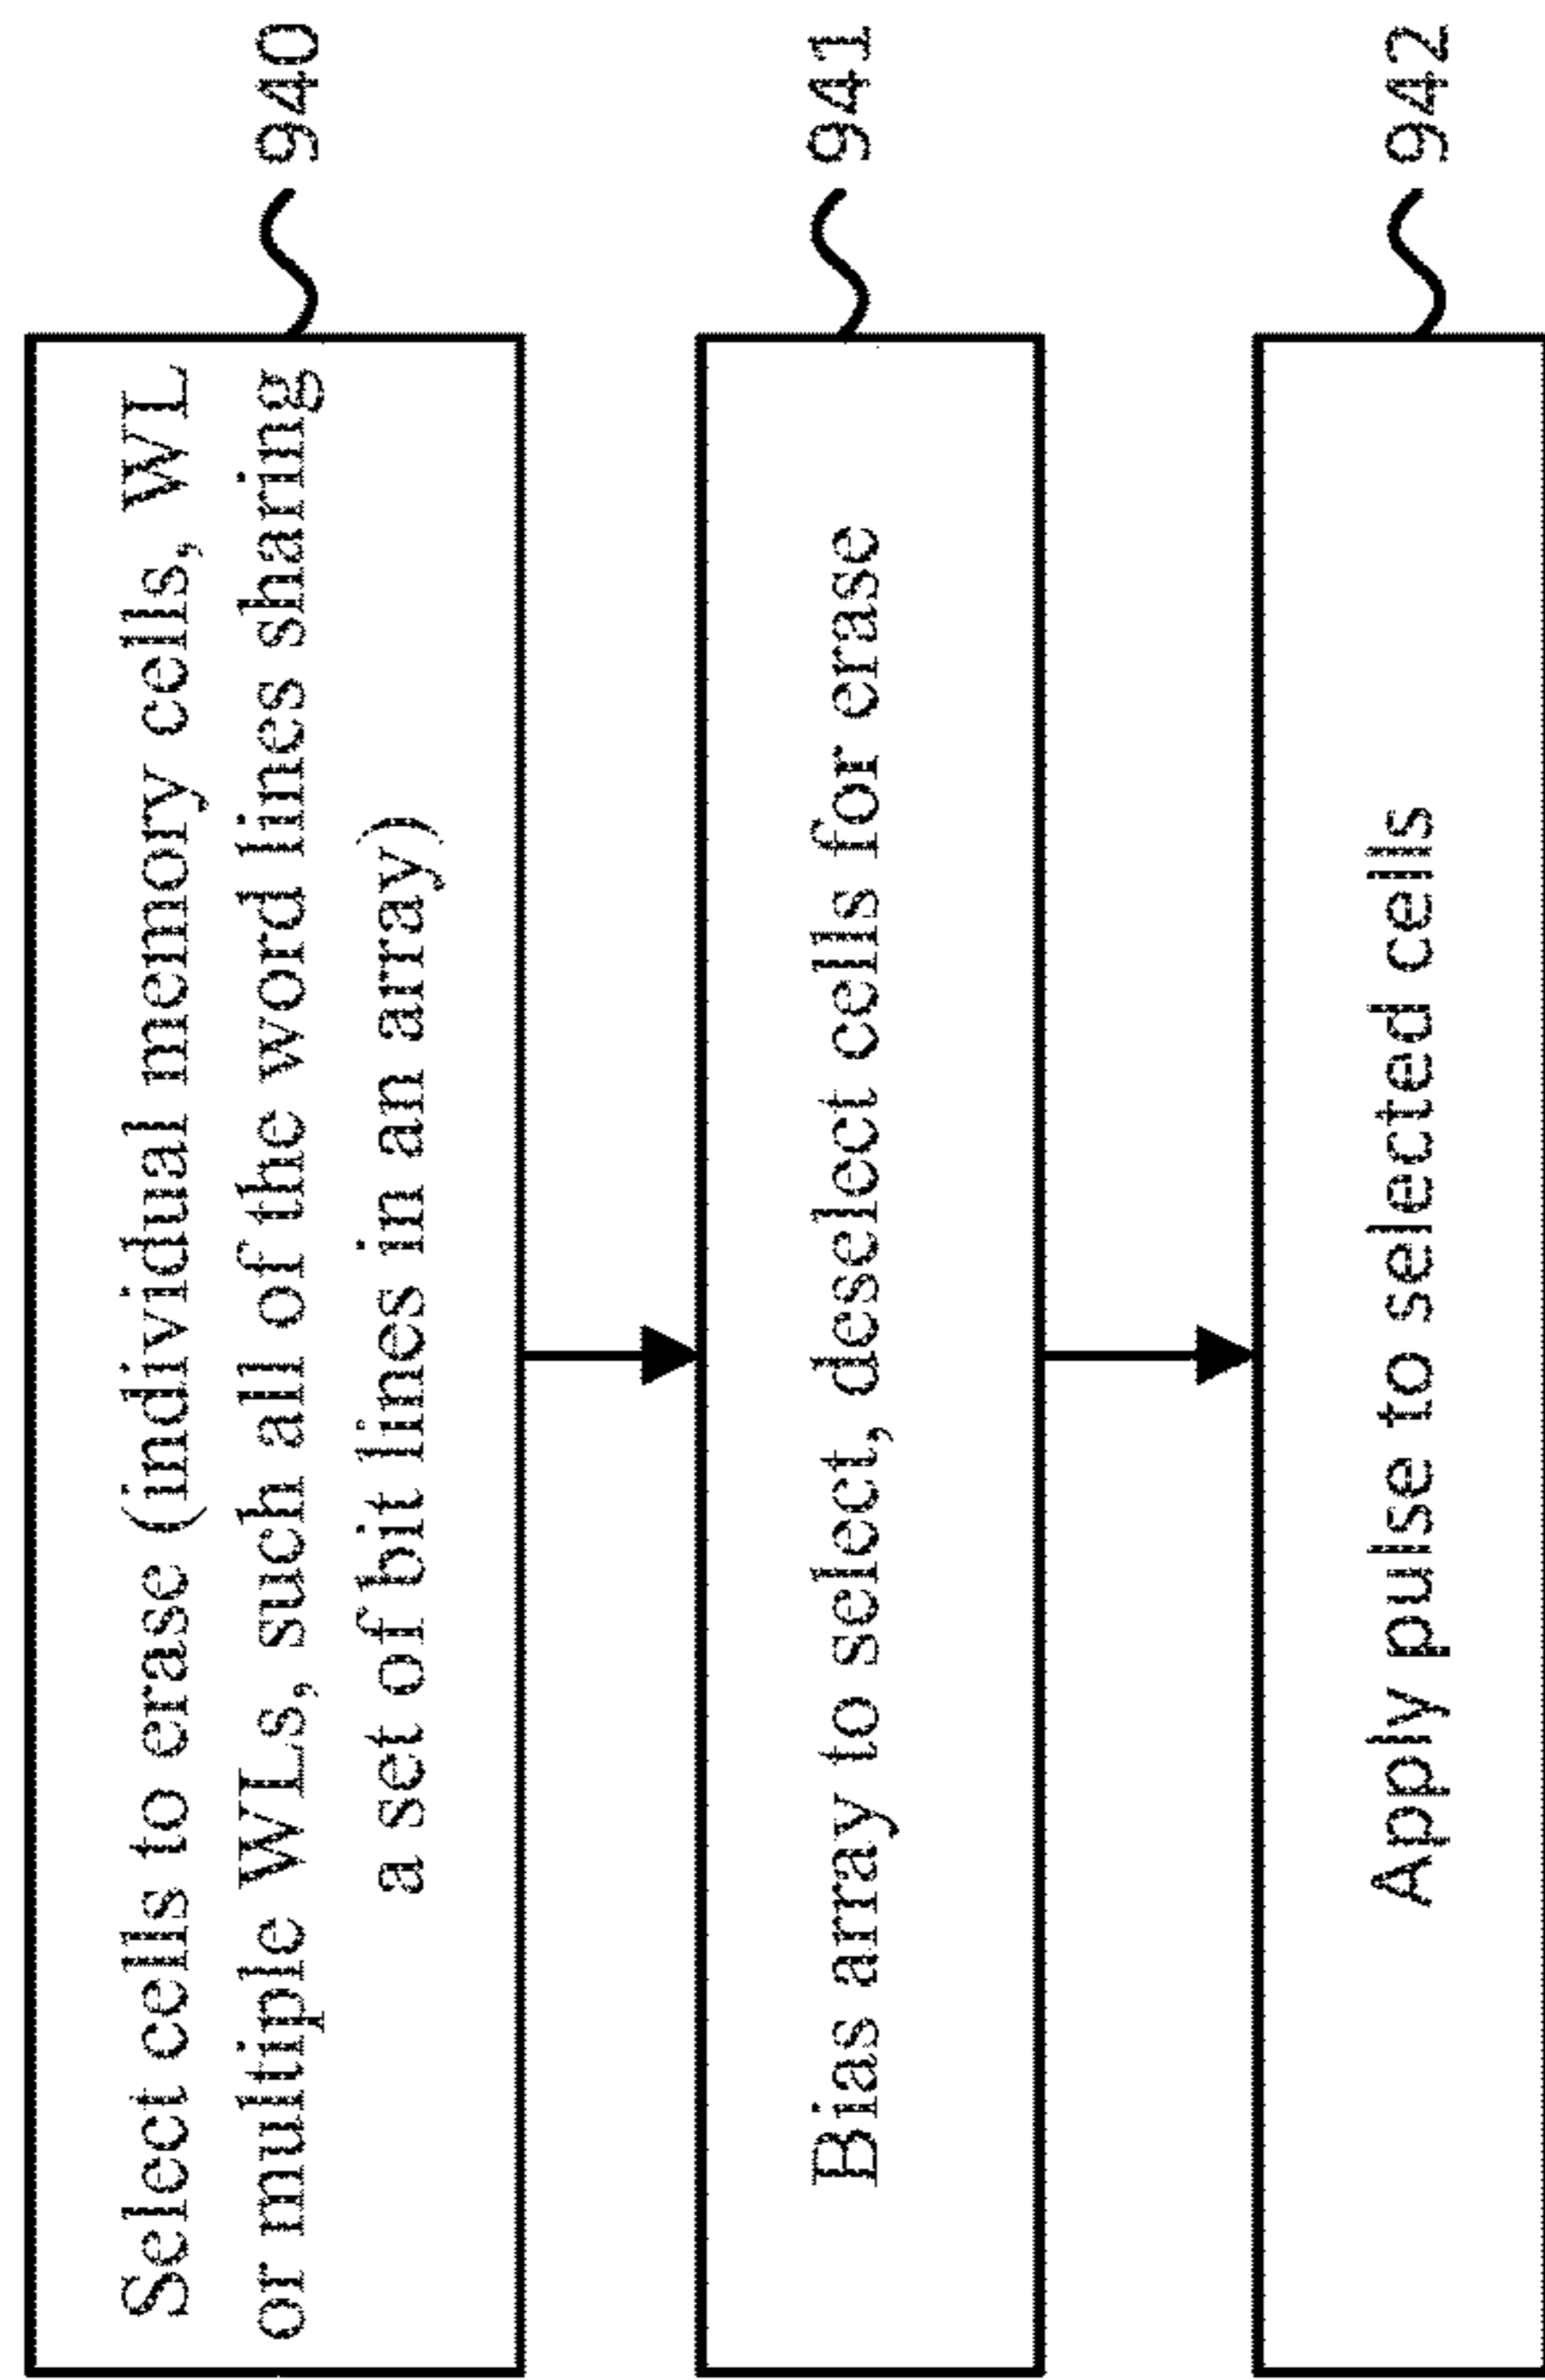 Select cells to erase (individual memory cells, WL
or multiple WLs, such all of the word lines sharing
a set of bit lines in an array)
940
Bias array to select, deselect cells for erase
941
Apply pulse to selected cells
942